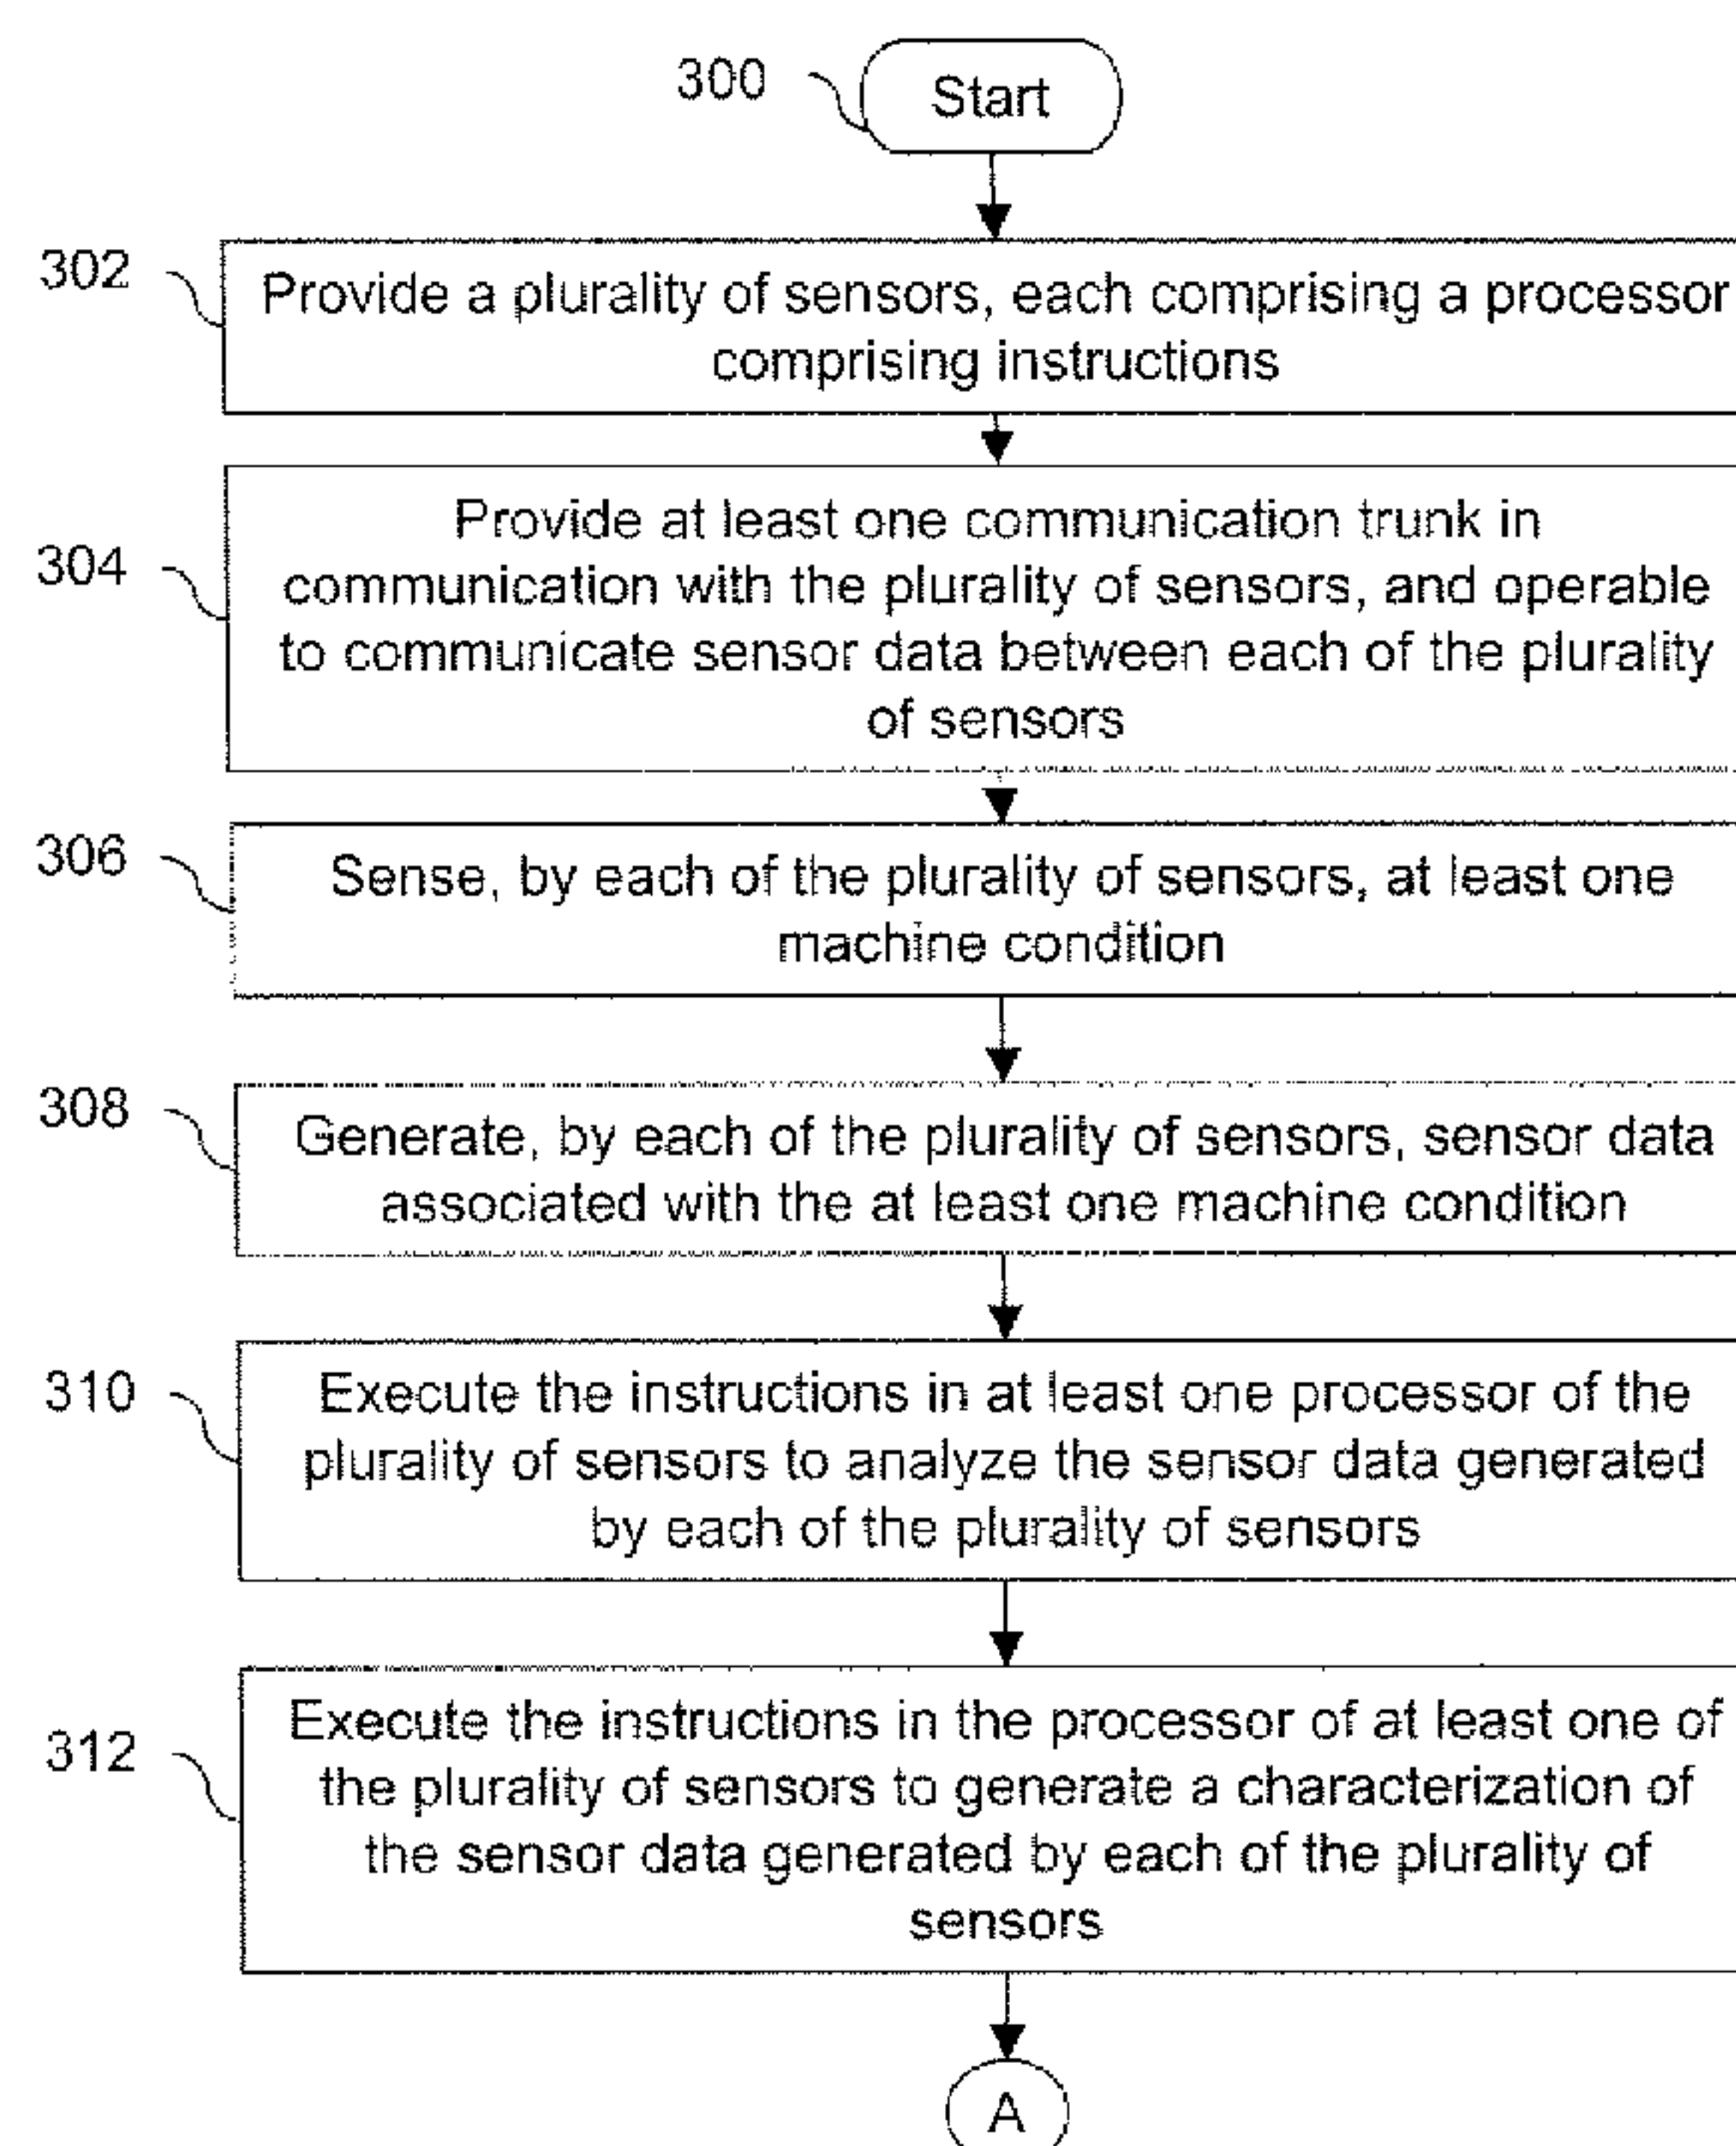 300
Start
302
Provide a plurality of sensors, each comprising a processor
comprising instructions
304
Provide at least one communication trunk in
communication with the plurality of sensors, and operable
to communicate sensor data between each of the plurality
of sensors
306
Sense, by each of the plurality of sensors, at least one
machine condition
308
Generate, by each of the plurality of sensors, sensor data
associated with the at least one machine condition
310
Execute the instructions in at least one processor of the
plurality of sensors to analyze the sensor data generated
by each of the plurality of sensors
312
Execute the instructions in the processor of at least one of
the plurality of sensors to generate a characterization of
the sensor data generated by each of the plurality of
sensors
A